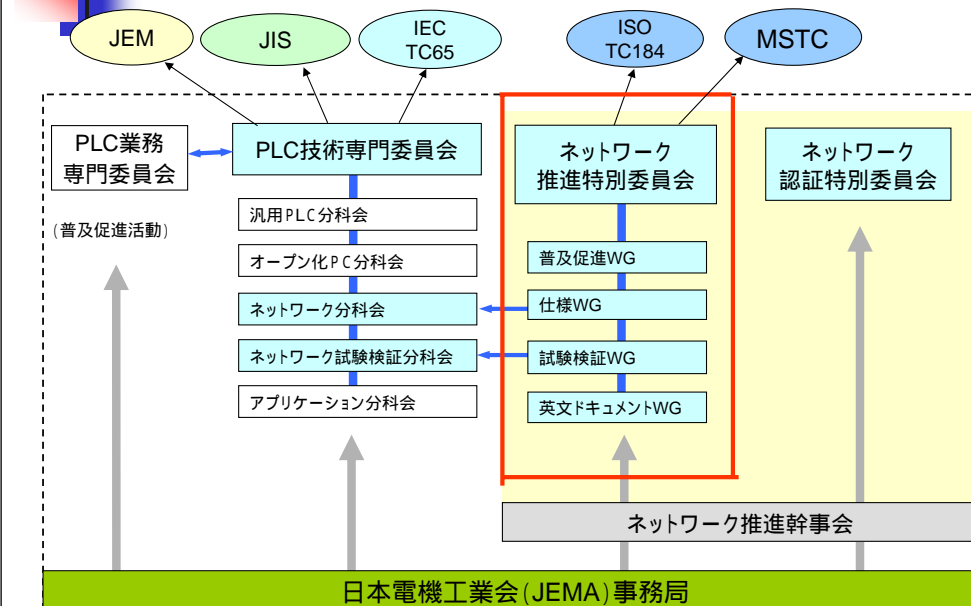 JEM
JIS
IEC
TC65
ISO
TC184
MSTC
PLC業務
専門委員会
PLC技術専門委員会
ネットワーク
推進特別委員会
ネットワーク
認証特別委員会
(普及促進活動)
汎用PLC分科会
オープン化PC分科会
ネットワーク分科会
ネットワーク試験検証分科会
アプリケーション分科会
普及促進WG
仕様WG
試験検証WG
英文ドキュメントWG
ネットワーク推進幹事会
日本電機工業会(JEMA)事務局